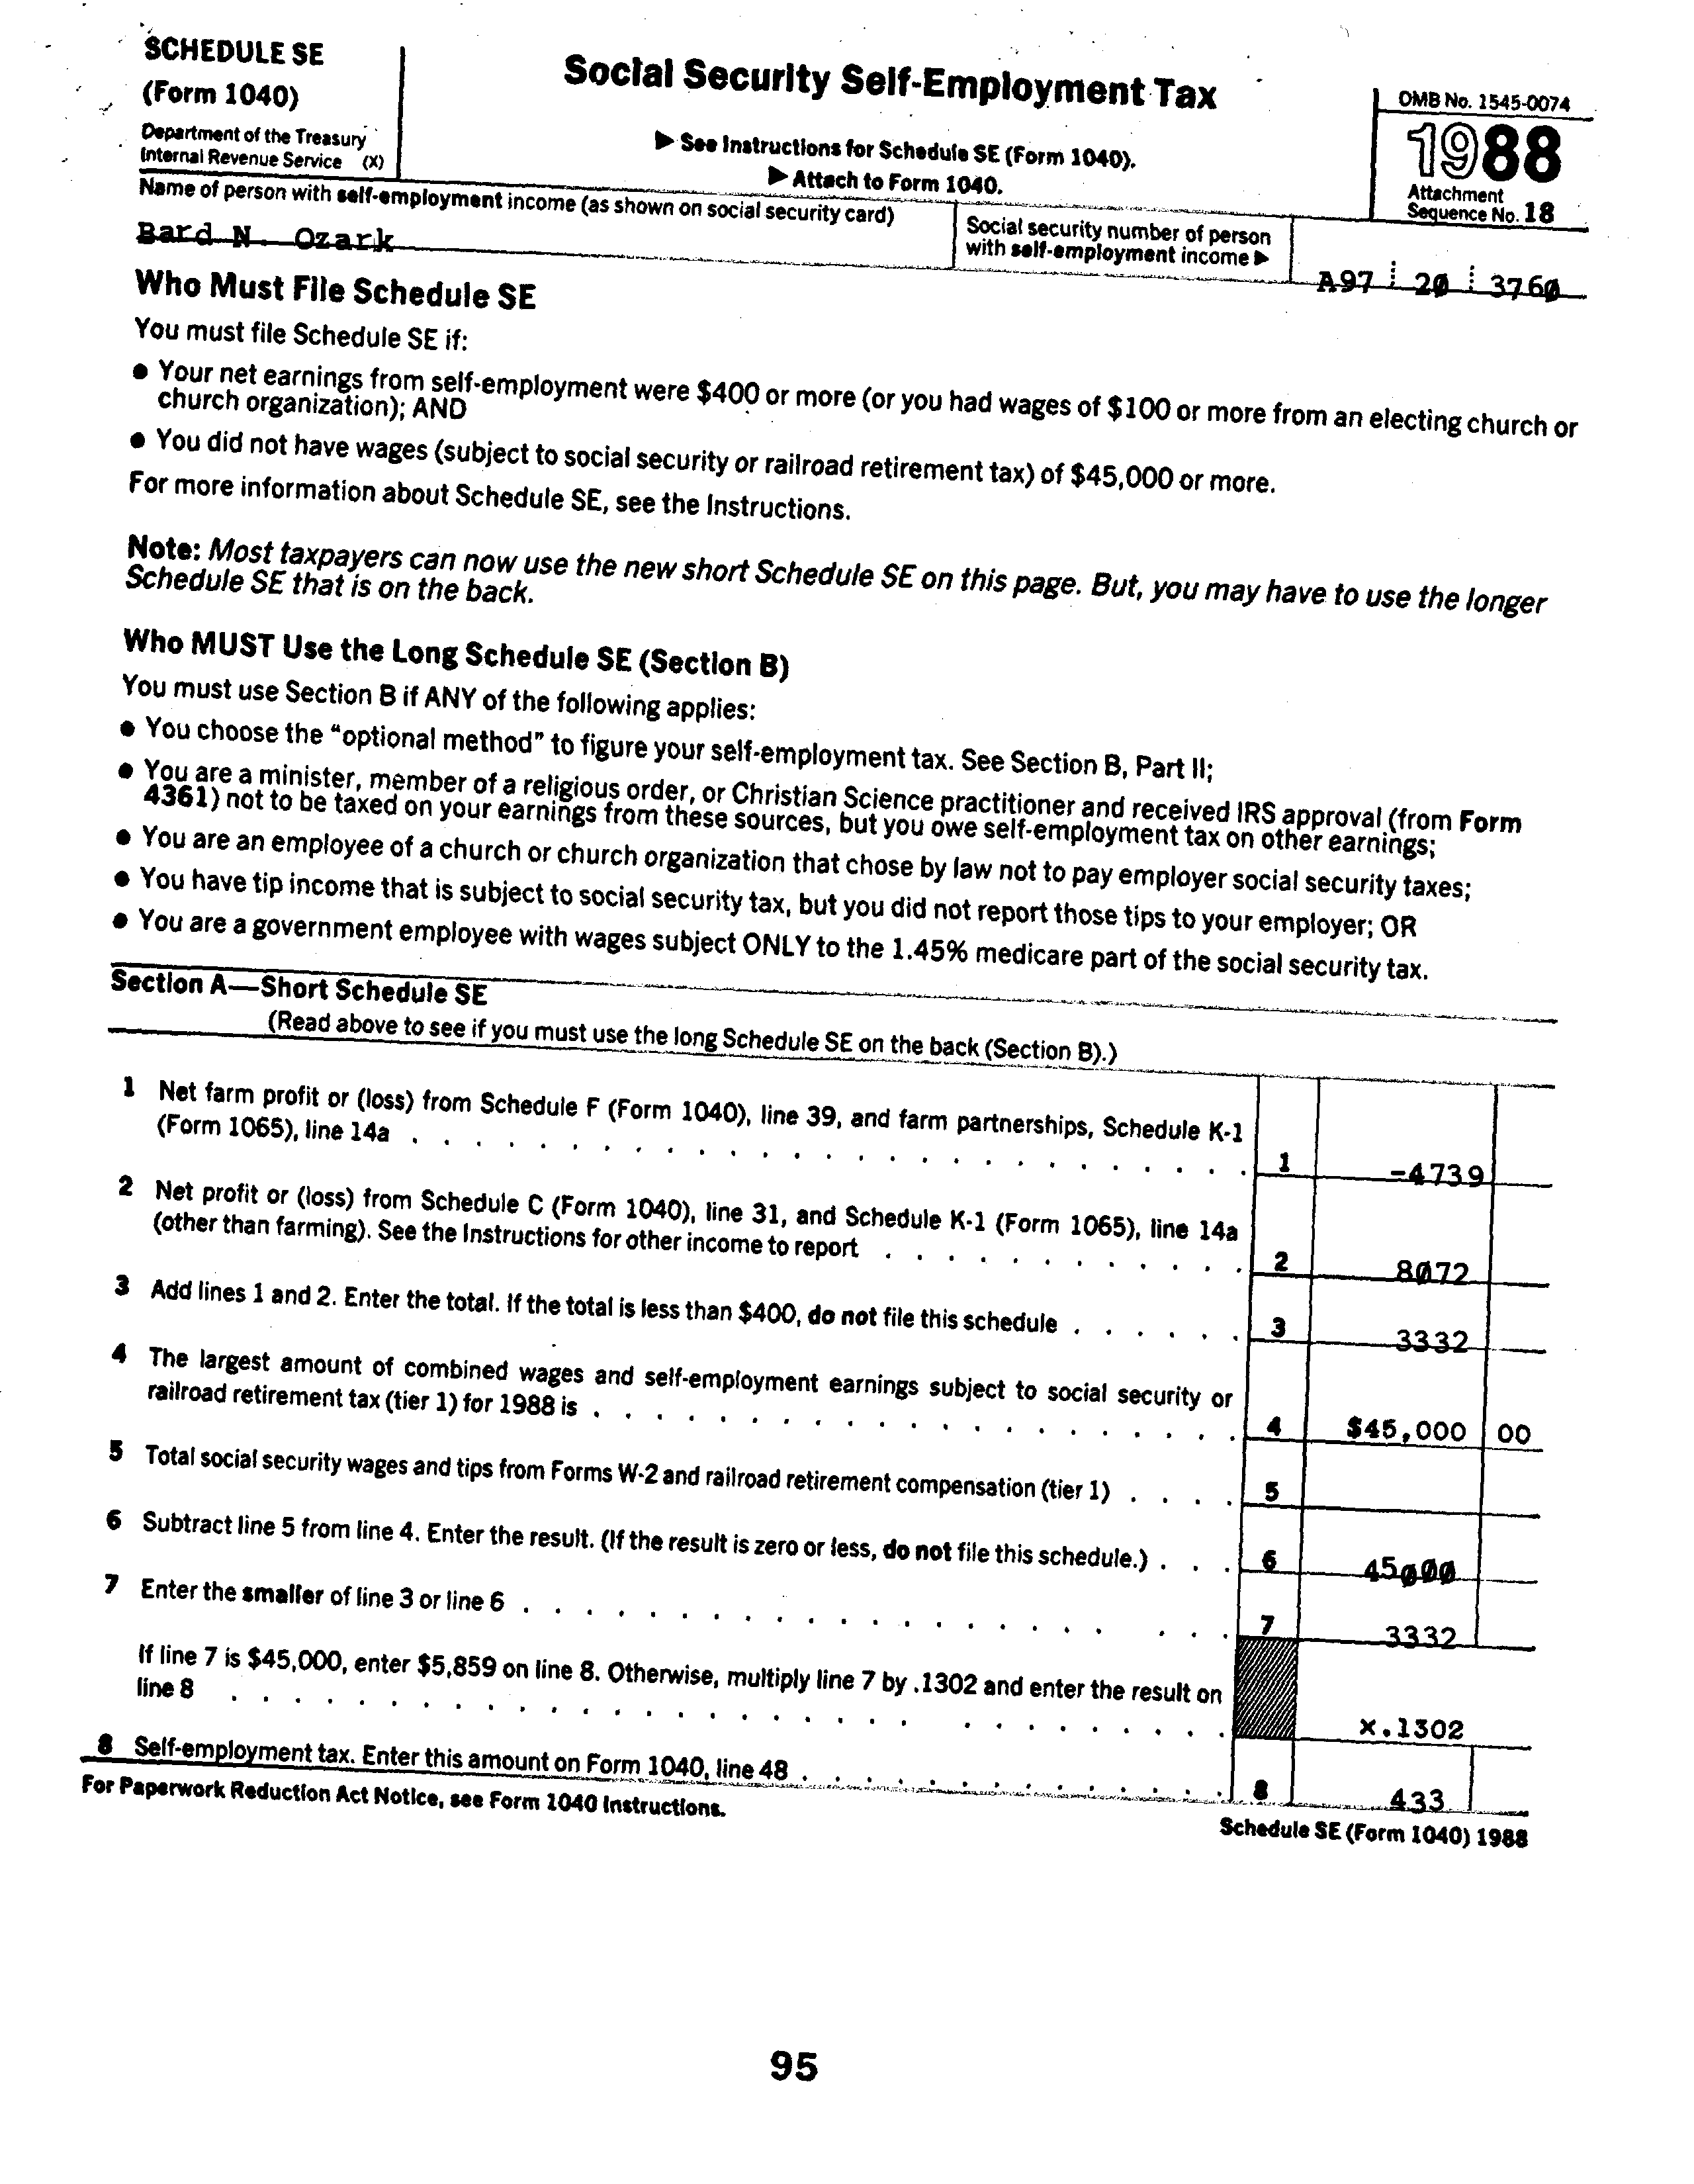 SCHEDULE SE
(Form 1040)
Department of the Treasury
Internal Revenue Service (X)
Social Security Self-Employment Tax
▶ See Instructions for Schedule SE (Form 1040).
▶ Attach to Form 1040.
OMB No. 1545-0074
1988
Attachment
Sequence No. 18
Name of person with self-employment income (as shown on social security card)
Bard N. Ozark
Social security number of person
with self-employment income ▶
A97 20 3760
Who Must File Schedule SE
You must file Schedule SE if:
● Your net earnings from self-employment were $400 or more (or you had wages of $100 or more from an electing church or
church organization); AND
● You did not have wages (subject to social security or railroad retirement tax) of $45,000 or more.
For more information about Schedule SE, see the Instructions.
Note: Most taxpayers can now use the new short Schedule SE on this page. But, you may have to use the longer
Schedule SE that is on the back.
Who MUST Use the Long Schedule SE (Section B)
You must use Section B if ANY of the following applies:
● You choose the "optional method" to figure your self-employment tax. See Section B, Part II;
● You are a minister, member of a religious order, or Christian Science practitioner and received IRS approval (from Form
4361) not to be taxed on your earnings from these sources, but you owe self-employment tax on other earnings;
● You are an employee of a church or church organization that chose by law not to pay employer social security taxes;
● You have tip income that is subject to social security tax, but you did not report those tips to your employer; OR
● You are a government employee with wages subject ONLY to the 1.45% medicare part of the social security tax.
Section A—Short Schedule SE
(Read above to see if you must use the long Schedule SE on the back (Section B).)
1 Net farm profit or (loss) from Schedule F (Form 1040), line 39, and farm partnerships, Schedule K-1
(Form 1065), line 14a . . . 1 -4739
2 Net profit or (loss) from Schedule C (Form 1040), line 31, and Schedule K-1 (Form 1065), line 14a
(other than farming). See the Instructions for other income to report . . . 2 8072
3 Add lines 1 and 2. Enter the total. If the total is less than $400, do not file this schedule . . . 3 3332
4 The largest amount of combined wages and self-employment earnings subject to social security or
railroad retirement tax (tier 1) for 1988 is . . . 4 $45,000 00
5 Total social security wages and tips from Forms W-2 and railroad retirement compensation (tier 1) . . . 5
6 Subtract line 5 from line 4. Enter the result. (If the result is zero or less, do not file this schedule.) . . . 6 45000
7 Enter the smaller of line 3 or line 6 . . . 7 3332
If line 7 is $45,000, enter $5,859 on line 8. Otherwise, multiply line 7 by .1302 and enter the result on
line 8 . . . x.1302
8 Self-employment tax. Enter this amount on Form 1040, line 48 . . . 8 433
For Paperwork Reduction Act Notice, see Form 1040 Instructions.
Schedule SE (Form 1040) 1988
95